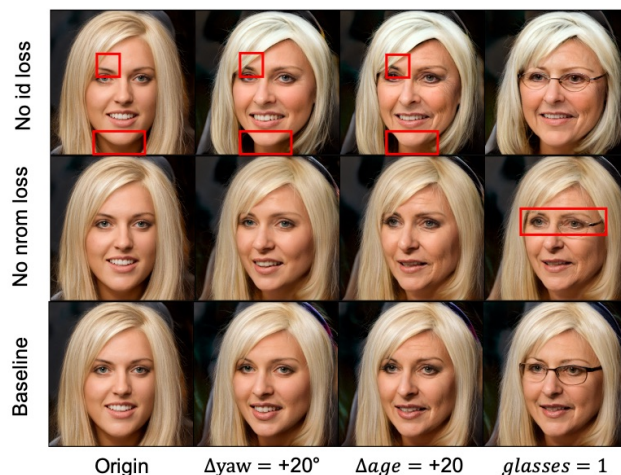 No id loss
No nrom loss
Baseline
Origin
Δyaw = +20°
Δage = +20
glasses = 1